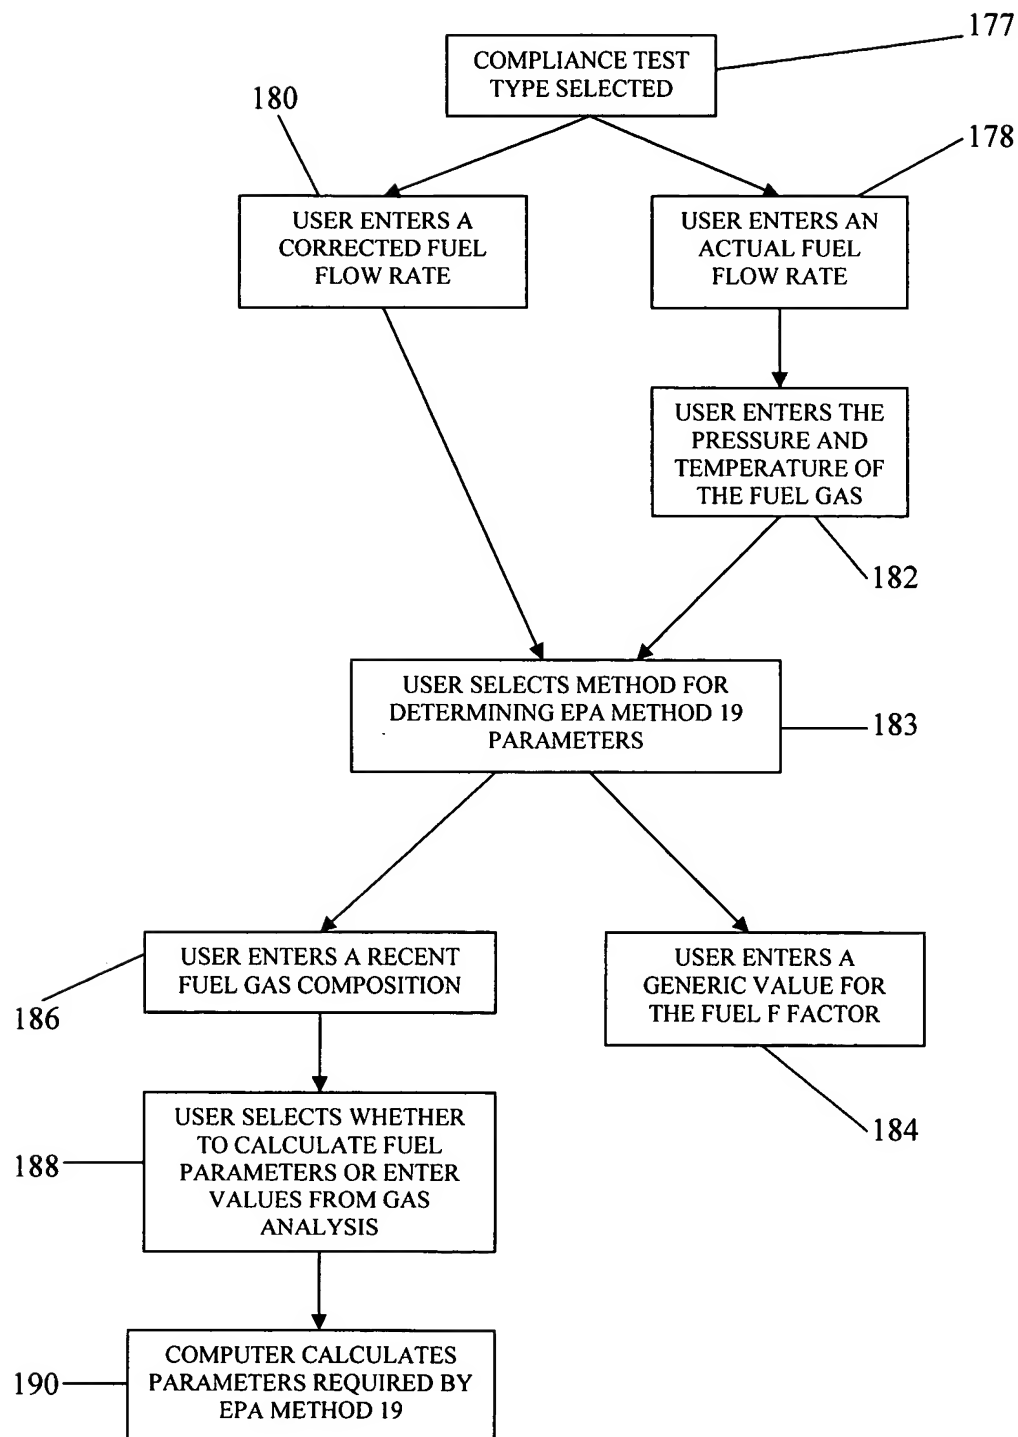 177
COMPLIANCE TEST
TYPE SELECTED
180
178
USER ENTERS A
CORRECTED FUEL
FLOW RATE
USER ENTERS AN
ACTUAL FUEL
FLOW RATE
USER ENTERS THE
PRESSURE AND
TEMPERATURE OF
THE FUEL GAS
182
USER SELECTS METHOD FOR
DETERMINING EPA METHOD 19
PARAMETERS
183
USER ENTERS A RECENT
FUEL GAS COMPOSITION
186
USER ENTERS A
GENERIC VALUE FOR
THE FUEL F FACTOR
184
USER SELECTS WHETHER
TO CALCULATE FUEL
PARAMETERS OR ENTER
VALUES FROM GAS
ANALYSIS
188
COMPUTER CALCULATES
PARAMETERS REQUIRED BY
EPA METHOD 19
190